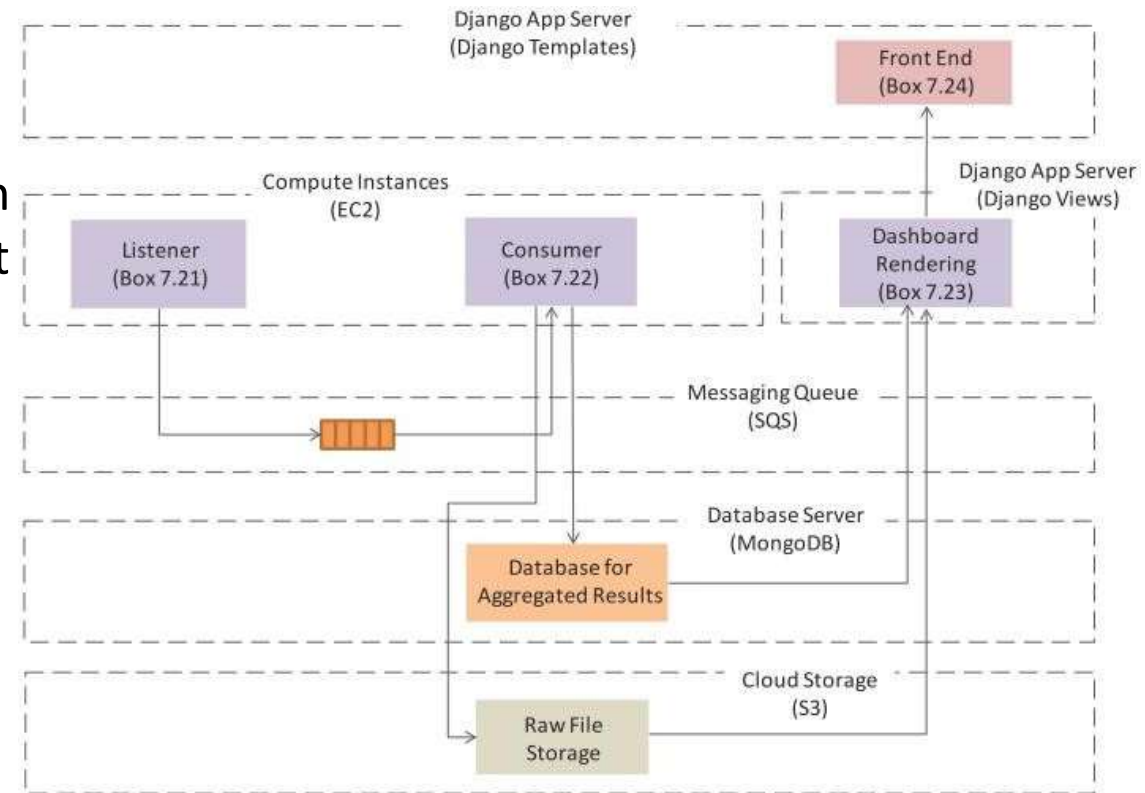 Django App Server
(Django Templates)
Front End
(Box 7.24)
n
t
Compute Instances
(EC2)
Django App Server
(Django Views)
Listener
(Box 7.21)
Consumer
(Box 7.22)
Dashboard
Rendering
(Box 7.23)
Messaging Queue
(SQS)
Database Server
(MongoDB)
Database for
Aggregated Results
Cloud Storage
(S3)
Raw File
Storage